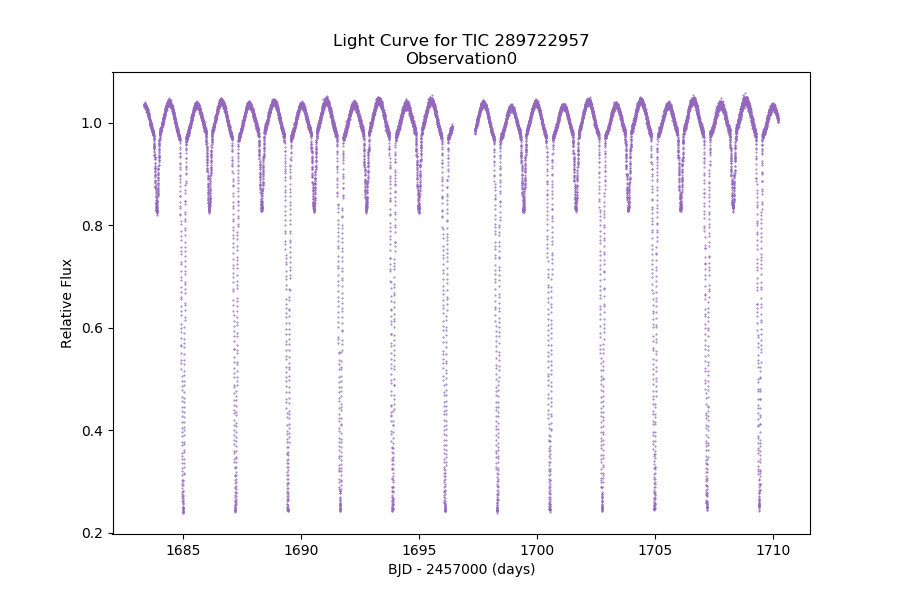 Light Curve for TIC 289722957
Observation0
1.0
0.8
0.6
0.4
0.2
Relative Flux
1685 1690 1695 1700 1705 1710
BJD - 2457000 (days)